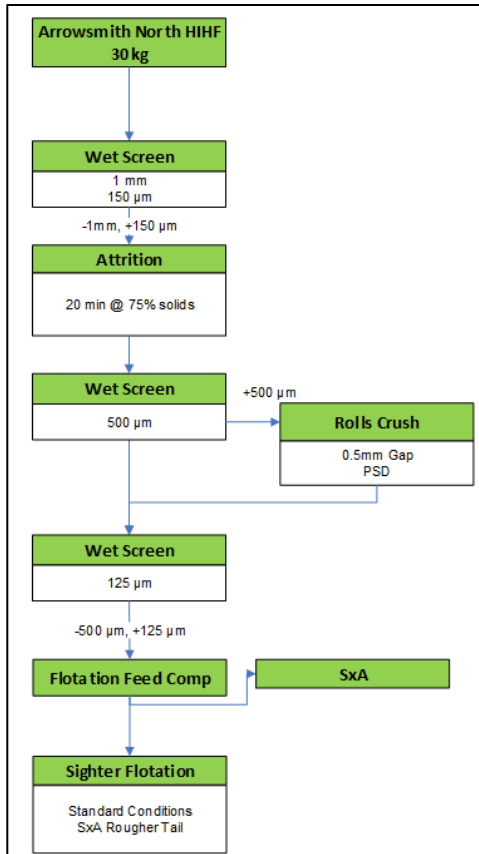 Arrowsmith North HIHF
30kg
Wet Screen
1 mm
150 µm
-1mm, +150 µm
Attrition
20 min @ 75% solids
Wet Screen
500 µm
+500 µm
Rolls Crush
0.5mm Gap
PSD
Wet Screen
125 µm
-500 µm, +125 µm
Flotation Feed Comp
SxA
Sighter Flotation
Standard Conditions
SxA Rougher Tail